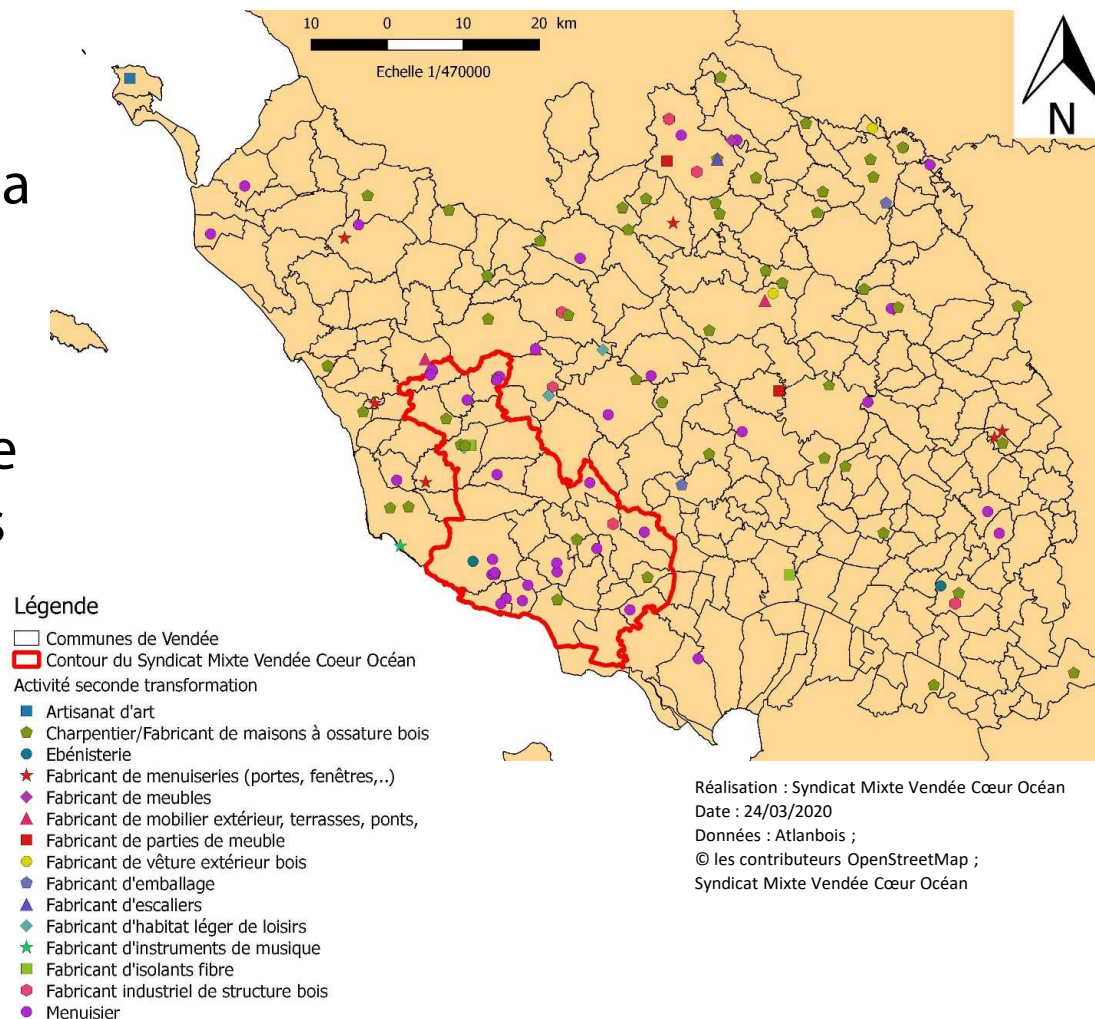 10 0 10 20 km
Echelle 1/470000
N
a
e
s
Légende
Communes de Vendée
Contour du Syndicat Mixte Vendée Coeur Océan
Activité seconde transformation
Artisanat d'art
Charpentier/Fabricant de maisons à ossature bois
Ebénisterie
Fabricant de menuiseries (portes, fenêtres,..)
Fabricant de meubles
Fabricant de mobilier extérieur, terrasses, ponts,
Fabricant de parties de meuble
Fabricant de vêture extérieur bois
Fabricant d'emballage
Fabricant d'escaliers
Fabricant d'habitat léger de loisirs
Fabricant d'instruments de musique
Fabricant d'isolants fibre
Fabricant industriel de structure bois
Menuisier
Réalisation : Syndicat Mixte Vendée Cœur Océan
Date : 24/03/2020
Données : Atlanbois ;
© les contributeurs OpenStreetMap ;
Syndicat Mixte Vendée Cœur Océan